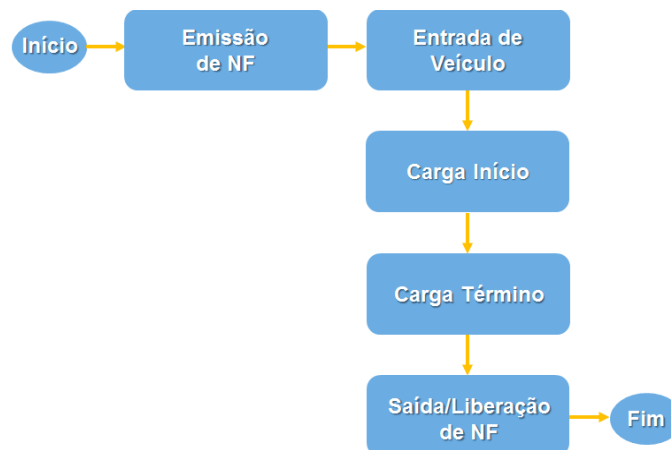 Início
Emissão
de NF
Entrada de
Veículo
Carga Início
Carga Término
Saída/Liberação
de NF
Fim